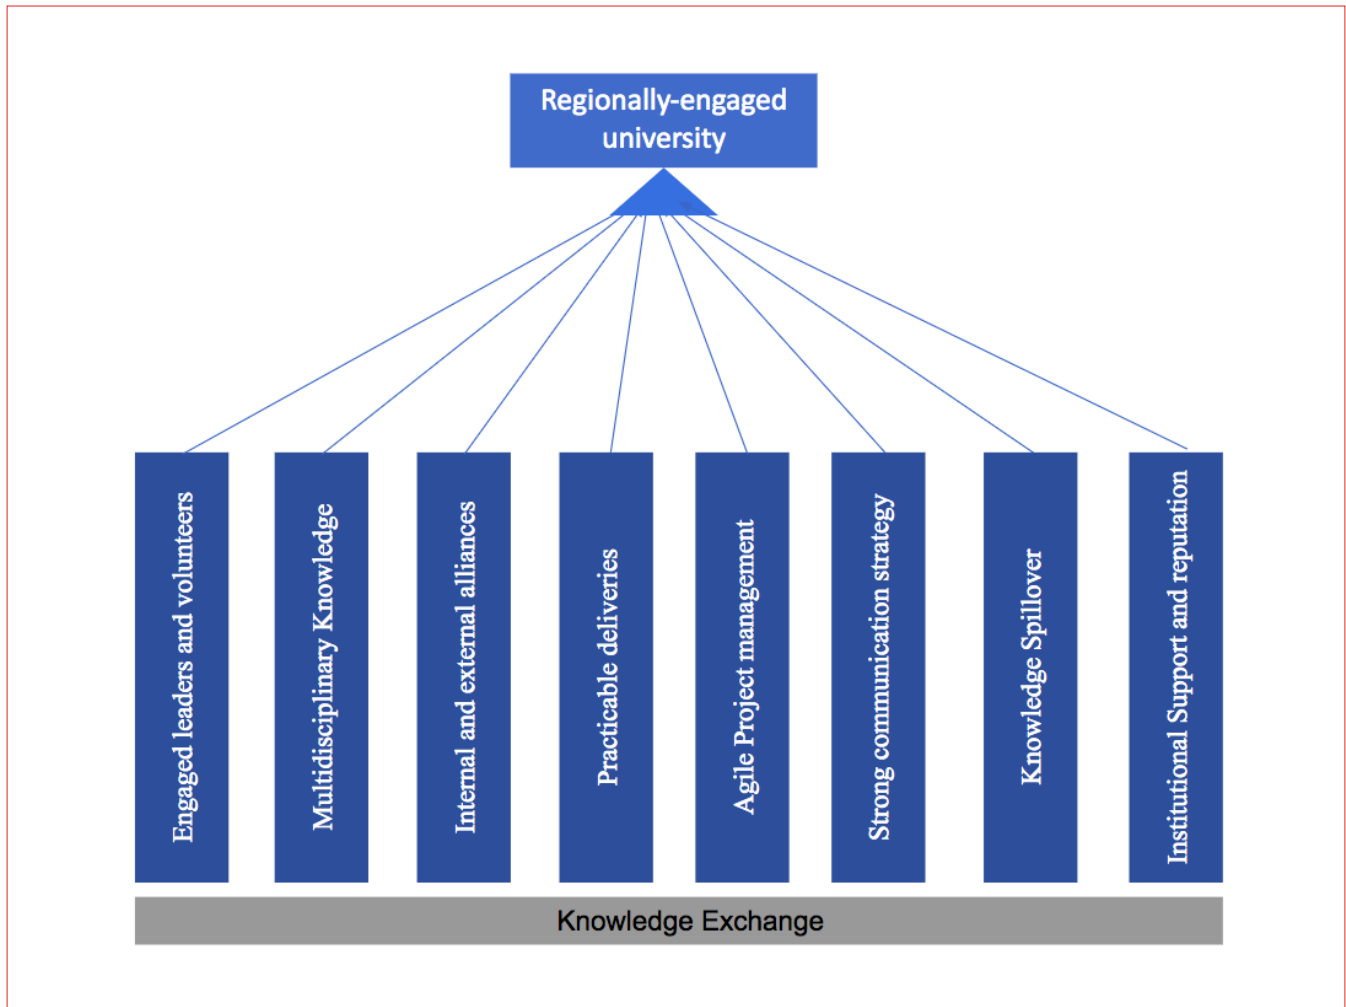 Regionally-engaged
university
Engaged leaders and volunteers
Multidisciplinary Knowledge
Internal and external alliances
Practicable deliveries
Agile Project management
Strong communication strategy
Knowledge Spillover
Institutional Support and reputation
Knowledge Exchange